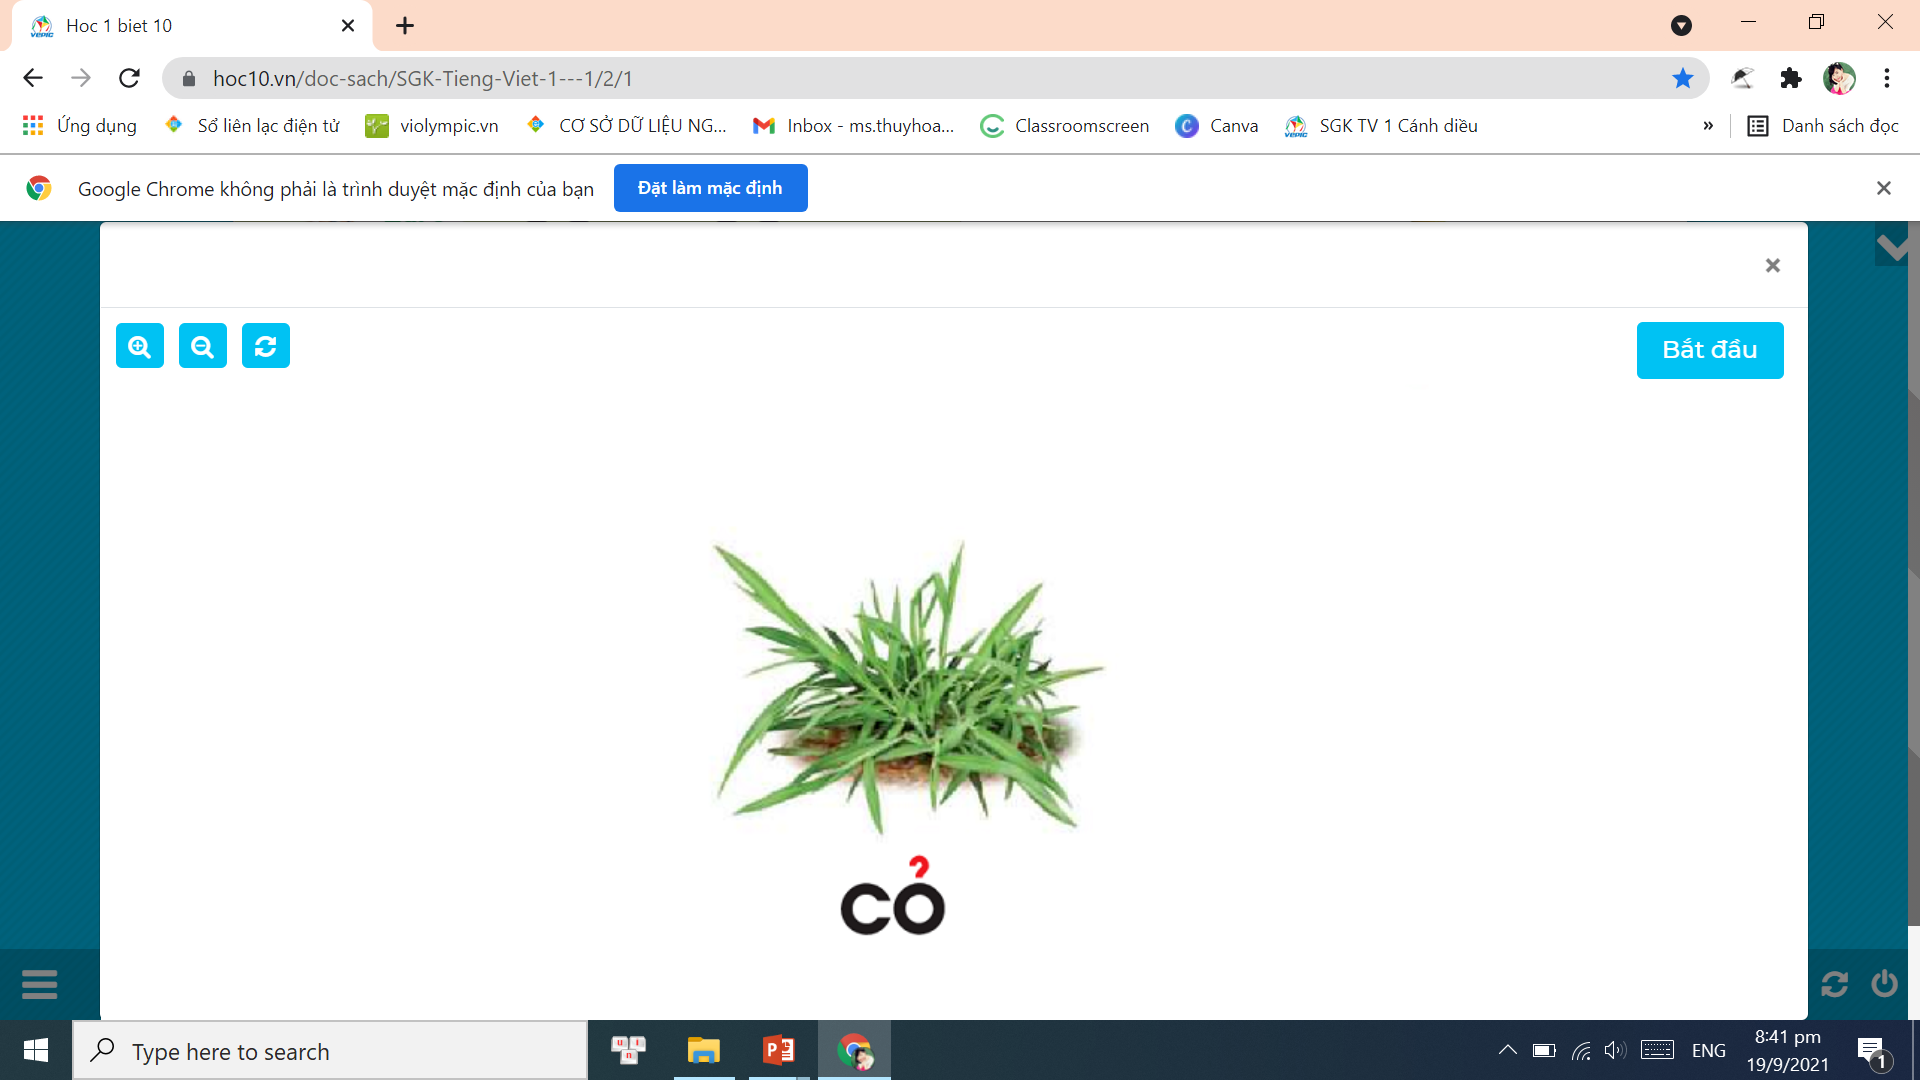 Hoc 1 biet 10
hoc10.vn/doc-sach/SGK-Tieng-Viet-1---1/2/1
Ứng dụng
Sổ liên lạc điện tử
violympic.vn
CƠ SỞ DỮ LIỆU NG...
Inbox - ms.thuyhoa...
Classroomscreen
Canva
SGK TV 1 Cánh diều
»
Danh sách đọc
Google Chrome không phải là trình duyệt mặc định của bạn
Đặt làm mặc định
Bắt đầu
cỏ
Type here to search
ENG
8:41 pm
19/9/2021
1